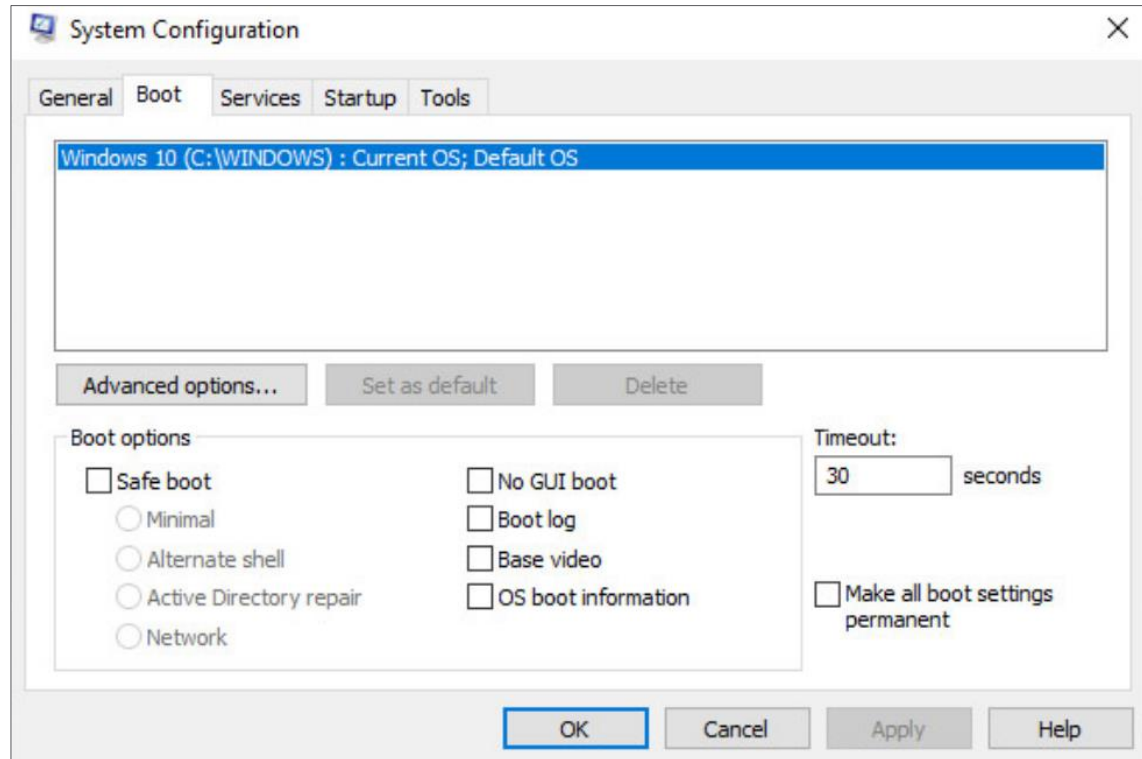 System Configuration
General Boot Services Startup Tools
Windows 10 (C:\WINDOWS) : Current OS; Default OS
Advanced options... Set as default Delete
Boot options
Safe boot
Minimal
Alternate shell
Active Directory repair
Network
No GUI boot
Boot log
Base video
OS boot information
Timeout:
30 seconds
Make all boot settings
permanent
OK Cancel Apply Help